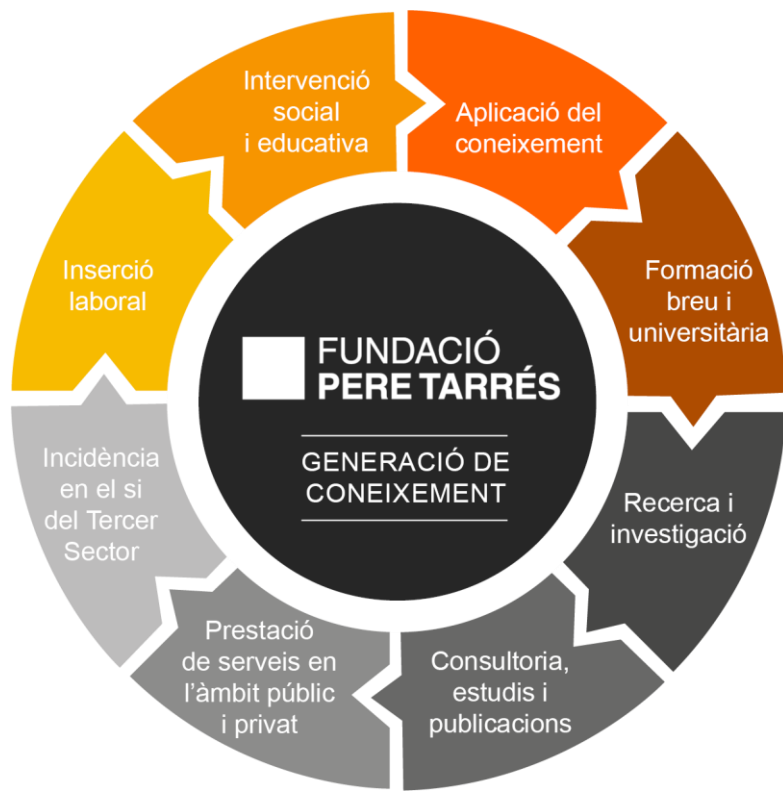 Intervenció
social
i educativa
Aplicació del
coneixement
Formació
breu i
universitària
Recerca i
investigació
Consultoria,
estudis i
publicacions
Prestació
de serveis en
l’àmbit públic
i privat
Incidència
en el si
del Tercer
Sector
Inserció
laboral
FUNDACIÓ
PERE TARRÉS
GENERACIÓ DE
CONEIXEMENT